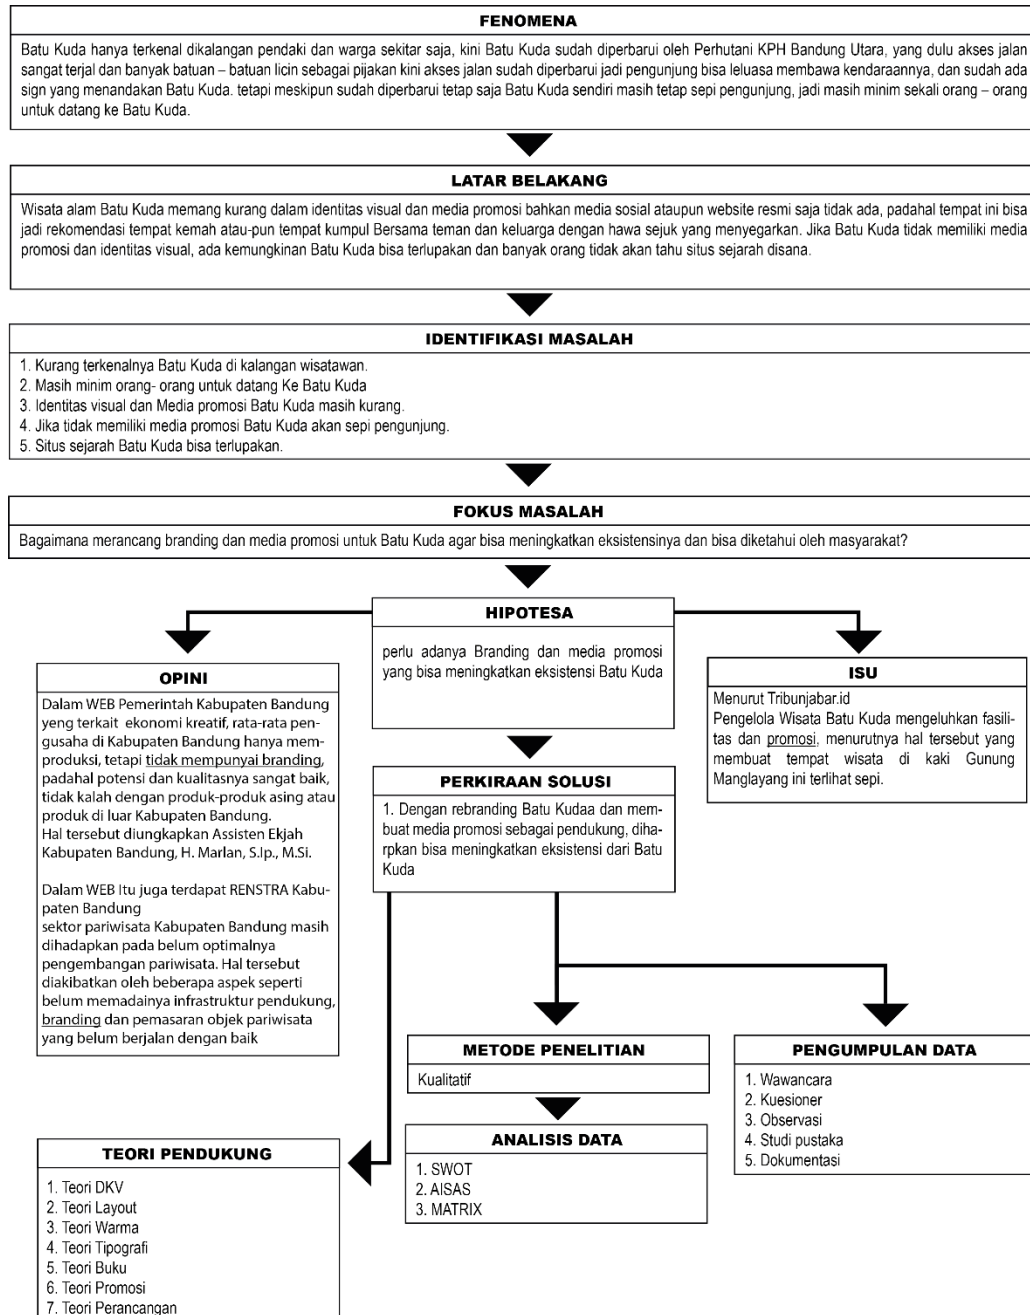 FENOMENA
Batu Kuda hanya terkenal dikalangan pendaki dan warga sekitar saja, kini Batu Kuda sudah diperbarui oleh Perhutani KPH Bandung Utara, yang dulu akses jalan
sangat terjal dan banyak batuan – batuan licin sebagai pijakan kini akses jalan sudah diperbarui jadi pengunjung bisa leluasa membawa kendaraannya, dan sudah ada
sign yang menandakan Batu Kuda. tetapi meskipun sudah diperbarui tetap saja Batu Kuda sendiri masih tetap sepi pengunjung, jadi masih minim sekali orang – orang
untuk datang ke Batu Kuda.
LATAR BELAKANG
Wisata alam Batu Kuda memang kurang dalam identitas visual dan media promosi bahkan media sosial ataupun website resmi saja tidak ada, padahal tempat ini bisa
jadi rekomendasi tempat kemah atau-pun tempat kumpul Bersama teman dan keluarga dengan hawa sejuk yang menyegarkan. Jika Batu Kuda tidak memiliki media
promosi dan identitas visual, ada kemungkinan Batu Kuda bisa terlupakan dan banyak orang tidak akan tahu situs sejarah disana.
IDENTIFIKASI MASALAH
1. Kurang terkenalnya Batu Kuda di kalangan wisatawan.
2. Masih minim orang- orang untuk datang Ke Batu Kuda
3. Identitas visual dan Media promosi Batu Kuda masih kurang.
4. Jika tidak memiliki media promosi Batu Kuda akan sepi pengunjung.
5. Situs sejarah Batu Kuda bisa terlupakan.
FOKUS MASALAH
Bagaimana merancang branding dan media promosi untuk Batu Kuda agar bisa meningkatkan eksistensinya dan bisa diketahui oleh masyarakat?
HIPOTESA
perlu adanya Branding dan media promosi
yang bisa meningkatkan eksistensi Batu Kuda
OPINI
Dalam WEB Pemerintah Kabupaten Bandung
yeng terkait ekonomi kreatif, rata-rata pen-
gusaha di Kabupaten Bandung hanya mem-
produksi, tetapi tidak mempunyai branding,
padahal potensi dan kualitasnya sangat baik,
tidak kalah dengan produk-produk asing atau
produk di luar Kabupaten Bandung.
Hal tersebut diungkapkan Assisten Ekjah
Kabupaten Bandung, H. Marlan, S.Ip., M.Si.
Dalam WEB Itu juga terdapat RENSTRA Kabu-
paten Bandung
sektor pariwisata Kabupaten Bandung masih
dihadapkan pada belum optimalnya
pengembangan pariwisata. Hal tersebut
diakibatkan oleh beberapa aspek seperti
belum memadainya infrastruktur pendukung,
branding dan pemasaran objek pariwisata
yang belum berjalan dengan baik
ISU
Menurut Tribunjabar.id
Pengelola Wisata Batu Kuda mengeluhkan fasili-
tas dan promosi, menurutnya hal tersebut yang
membuat tempat wisata di kaki Gunung
Manglayang ini terlihat sepi.
PERKIRAAN SOLUSI
1. Dengan rebranding Batu Kudaa dan mem-
buat media promosi sebagai pendukung, diha-
rpkan bisa meningkatkan eksistensi dari Batu
Kuda
METODE PENELITIAN
Kualitatif
PENGUMPULAN DATA
1. Wawancara
2. Kuesioner
3. Observasi
4. Studi pustaka
5. Dokumentasi
ANALISIS DATA
1. SWOT
2. AISAS
3. MATRIX
TEORI PENDUKUNG
1. Teori DKV
2. Teori Layout
3. Teori Warma
4. Teori Tipografi
5. Teori Buku
6. Teori Promosi
7. Teori Perancangan